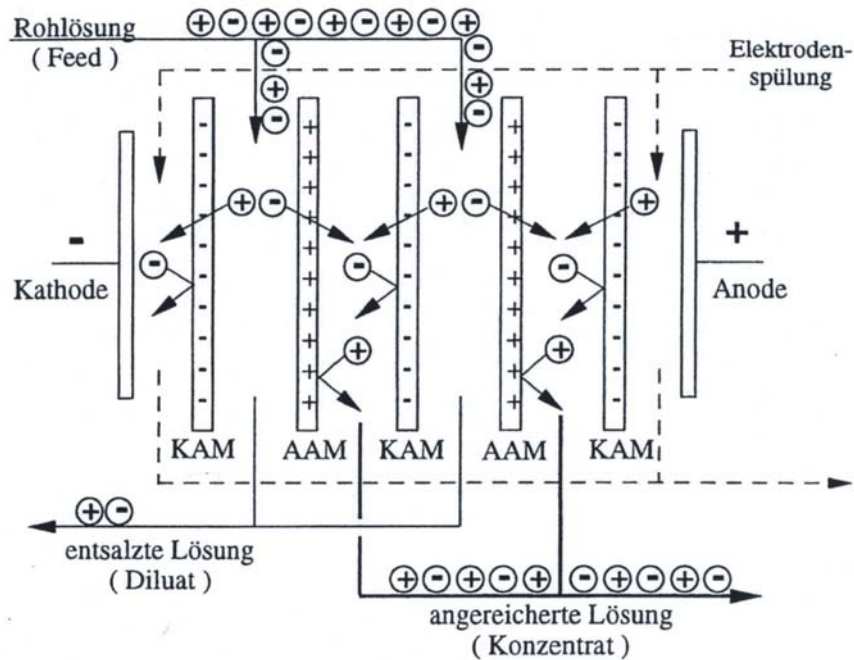 Rohlösung
( Feed )
Elektroden-
spülung
-
Kathode
+
Anode
KAM
AAM
KAM
AAM
KAM
entsalzte Lösung
( Diluat )
angereicherte Lösung
( Konzentrat )